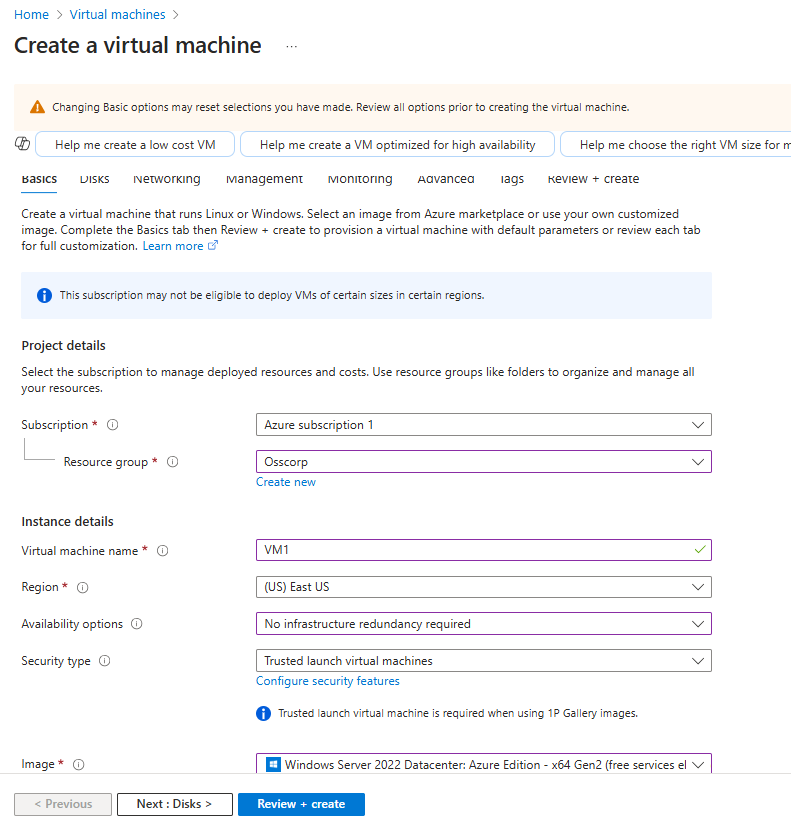 Home > Virtual machines >
Create a virtual machine ...
Changing Basic options may reset selections you have made. Review all options prior to creating the virtual machine.
Help me create a low cost VM Help me create a VM optimized for high availability Help me choose the right VM size for m
Basics Disks Networking Management Monitoring Advanced Tags Review + create
Create a virtual machine that runs Linux or Windows. Select an image from Azure marketplace or use your own customized
image. Complete the Basics tab then Review + create to provision a virtual machine with default parameters or review each tab
for full customization. Learn more
This subscription may not be eligible to deploy VMs of certain sizes in certain regions.
Project details
Select the subscription to manage deployed resources and costs. Use resource groups like folders to organize and manage all
your resources.
Subscription * Azure subscription 1
Resource group * Osscorp
Create new
Instance details
Virtual machine name * VM1
Region * (US) East US
Availability options No infrastructure redundancy required
Security type Trusted launch virtual machines
Configure security features
Trusted launch virtual machine is required when using 1P Gallery images.
Image * Windows Server 2022 Datacenter: Azure Edition - x64 Gen2 (free services el
< Previous Next : Disks > Review + create